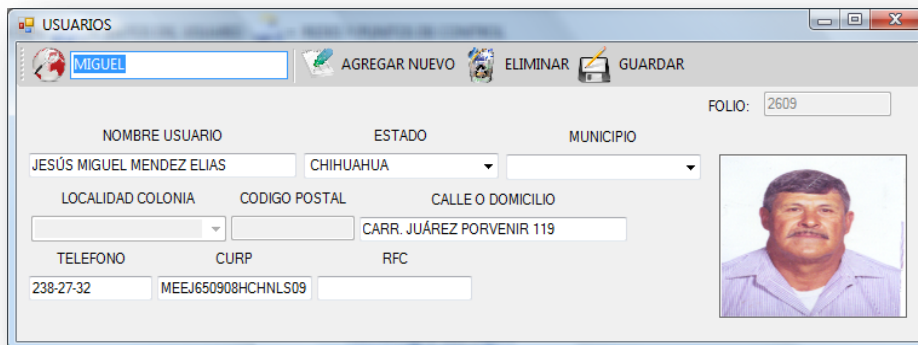 USUARIOS
MIGUEL AGREGAR NUEVO ELIMINAR GUARDAR
FOLIO: 2609
NOMBRE USUARIO ESTADO MUNICIPIO
JESÚS MIGUEL MENDEZ ELIAS CHIHUAHUA
LOCALIDAD COLONIA CODIGO POSTAL CALLE O DOMICILIO
CARR. JUÁREZ PORVENIR 119
TELEFONO CURP RFC
238-27-32 MEEJ650908HCHNLS09